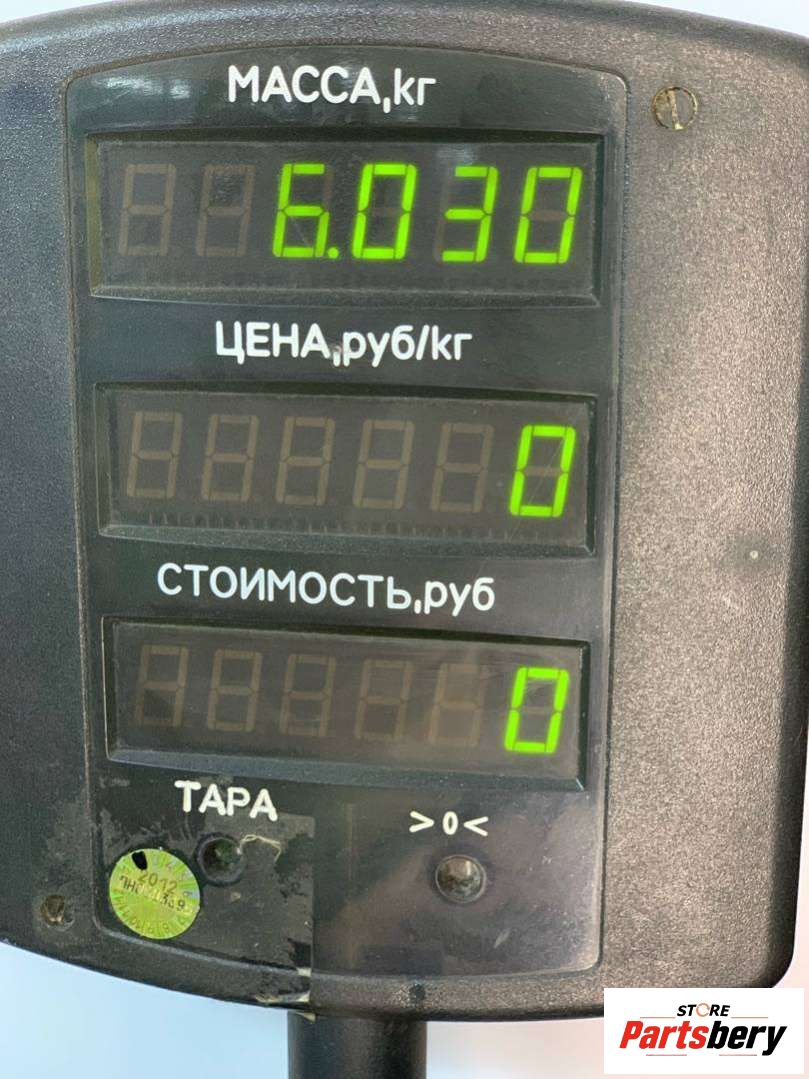 МАССА,кг
6.030
ЦЕНА,руб/кг
0
СТОИМОСТЬ,руб
0
ТАРА
>0<
2012
STORE
Partsbery